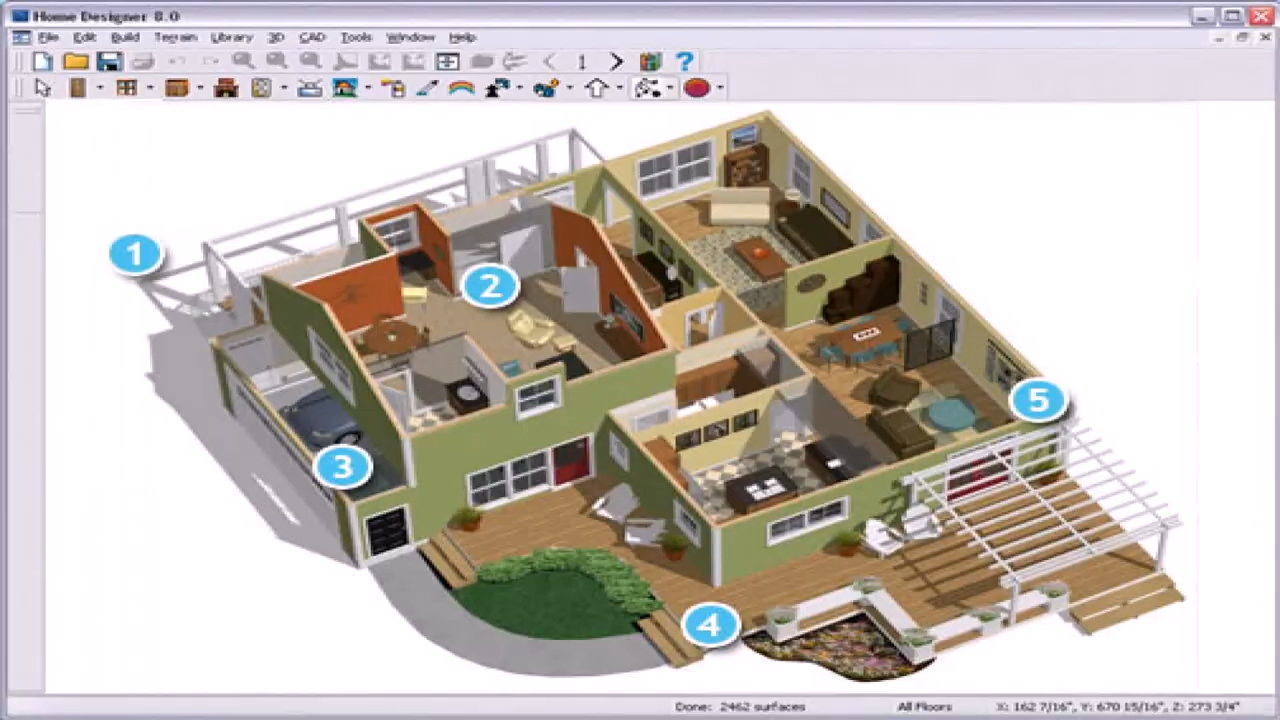 Home Designer 8.0
File Edit Build Terrain Library 3D CAD Tools Window Help
1 ?
1
2
3
4
5
Done: 2462 surfaces All Floors X: 162 7/16", Y: 670 15/16", Z: 273 3/4"